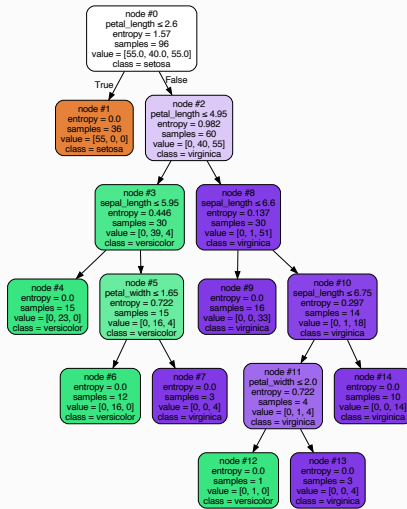 node #0
petal_length ≤ 2.6
entropy = 1.57
samples = 96
value = [55.0, 40.0, 55.0]
class = setosa
True
False
node #1
entropy = 0.0
samples = 36
value = [55, 0, 0]
class = setosa
node #2
petal_length ≤ 4.95
entropy = 0.982
samples = 60
value = [0, 40, 55]
class = virginica
node #3
sepal_length ≤ 5.95
entropy = 0.446
samples = 30
value = [0, 39, 4]
class = versicolor
node #8
sepal_length ≤ 6.6
entropy = 0.137
samples = 30
value = [0, 1, 51]
class = virginica
node #4
entropy = 0.0
samples = 15
value = [0, 23, 0]
class = versicolor
node #5
petal_width ≤ 1.65
entropy = 0.722
samples = 15
value = [0, 16, 4]
class = versicolor
node #9
entropy = 0.0
samples = 16
value = [0, 0, 33]
class = virginica
node #10
sepal_length ≤ 6.75
entropy = 0.297
samples = 14
value = [0, 1, 18]
class = virginica
node #6
entropy = 0.0
samples = 12
value = [0, 16, 0]
class = versicolor
node #7
entropy = 0.0
samples = 3
value = [0, 0, 4]
class = virginica
node #11
petal_width ≤ 2.0
entropy = 0.722
samples = 4
value = [0, 1, 4]
class = virginica
node #14
entropy = 0.0
samples = 10
value = [0, 0, 14]
class = virginica
node #12
entropy = 0.0
samples = 1
value = [0, 1, 0]
class = versicolor
node #13
entropy = 0.0
samples = 3
value = [0, 0, 4]
class = virginica